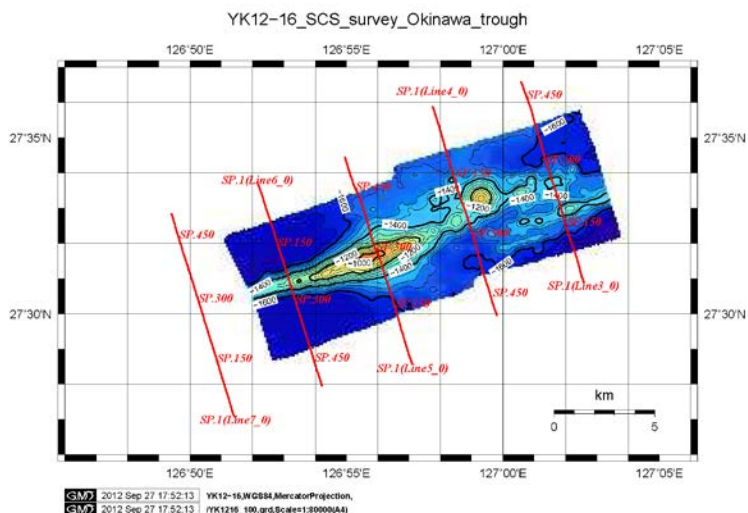 YK12-16_SCS_survey_Okinawa_trough
126°50'E 126°55'E 127°00'E 127°05'E
SP.1(Line4_0) SP.450
27°35'N 27°35'N
-1600
SP.1(Line6_0) SP.450 SP.150 SP.300
-1400 -1400
-1600 -1200 -1400
SP.450 SP.150 -1400 SP.150
-1200 SP.300 -1400
-1000 -1200
-1400 -1400 -1600
SP.300 SP.300 SP.450 SP.1(Line3_0)
-1600
27°30'N 27°30'N
SP.150 SP.450
SP.1(Line5_0)
km
SP.1(Line7_0)
0 5
126°50'E 126°55'E 127°00'E 127°05'E
GMD 2012 Sep 27 17:52:13 YK12-16,WGS84,MercatorProjection,
GMD 2012 Sep 27 17:52:13 /YK1216_100.grd,Scale=1:80000(A4)